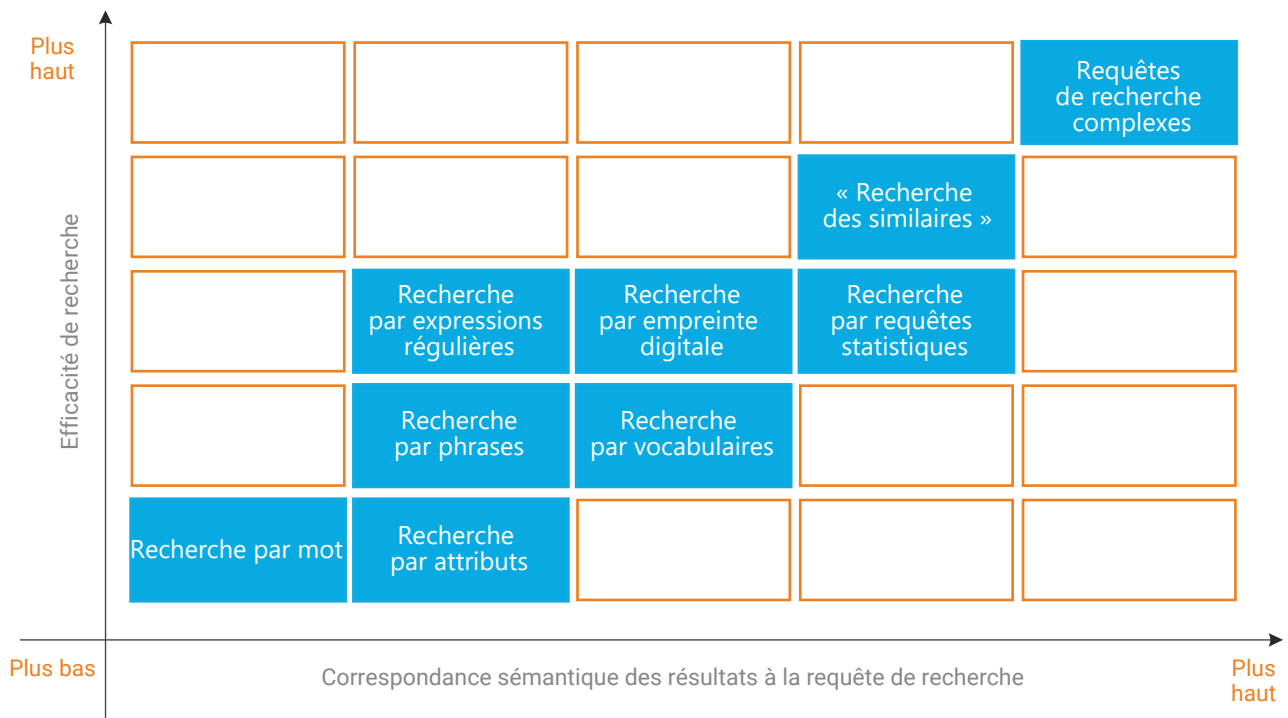 Plus
haut
Requêtes
de recherche
complexes
« Recherche
des similaires »
Efficacité de recherche
Recherche
par expressions
régulières
Recherche
par empreinte
digitale
Recherche
par requêtes
statistiques
Recherche
par phrases
Recherche
par vocabulaires
Recherche par mot
Recherche
par attributs
Plus bas
Correspondance sémantique des résultats à la requête de recherche
Plus
haut